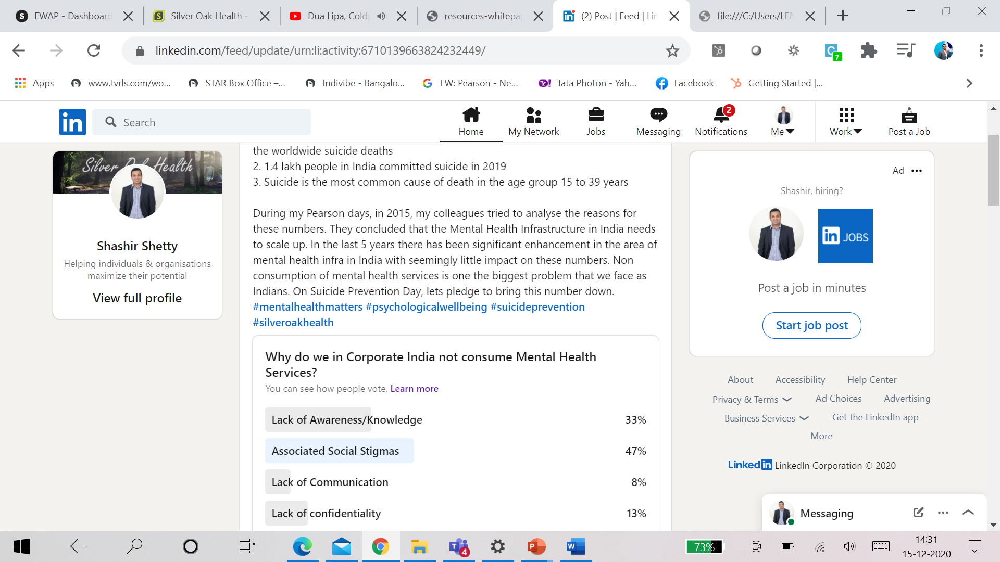 EWAP - Dashboard
Silver Oak Health -
Dua Lipa, Cold
resources-whitepa
(2) Post | Feed | Lin
file:///C:/Users/LEN
linkedin.com/feed/update/urn:li:activity:6710139663824232449/
7
Apps
www.tvrls.com/wo...
STAR Box Office –...
Indivibe - Bangalo...
FW: Pearson - Ne...
Tata Photon - Yah...
Facebook
Getting Started |...
in
Search
Home
My Network
Jobs
Messaging
2
Notifications
Me
Work
Post a Job
Silver Oak Health
Shashir Shetty
Helping individuals & organisations
maximize their potential
View full profile
the worldwide suicide deaths
2. 1.4 lakh people in India committed suicide in 2019
3. Suicide is the most common cause of death in the age group 15 to 39 years
During my Pearson days, in 2015, my colleagues tried to analyse the reasons for
these numbers. They concluded that the Mental Health Infrastructure in India needs
to scale up. In the last 5 years there has been significant enhancement in the area of
mental health infra in India with seemingly little impact on these numbers. Non
consumption of mental health services is one the biggest problem that we face as
Indians. On Suicide Prevention Day, lets pledge to bring this number down.
#mentalhealthmatters #psychologicalwellbeing #suicideprevention
#silveroakhealth
Why do we in Corporate India not consume Mental Health
Services?
You can see how people vote. Learn more
Lack of Awareness/Knowledge 33%
Associated Social Stigmas 47%
Lack of Communication 8%
Lack of confidentiality 13%
Ad
Shashir, hiring?
in JOBS
Post a job in minutes
Start job post
About Accessibility Help Center
Privacy & Terms Ad Choices Advertising
Business Services Get the LinkedIn app
More
LinkedIn LinkedIn Corporation © 2020
Messaging
4
73%
14:31
15-12-2020